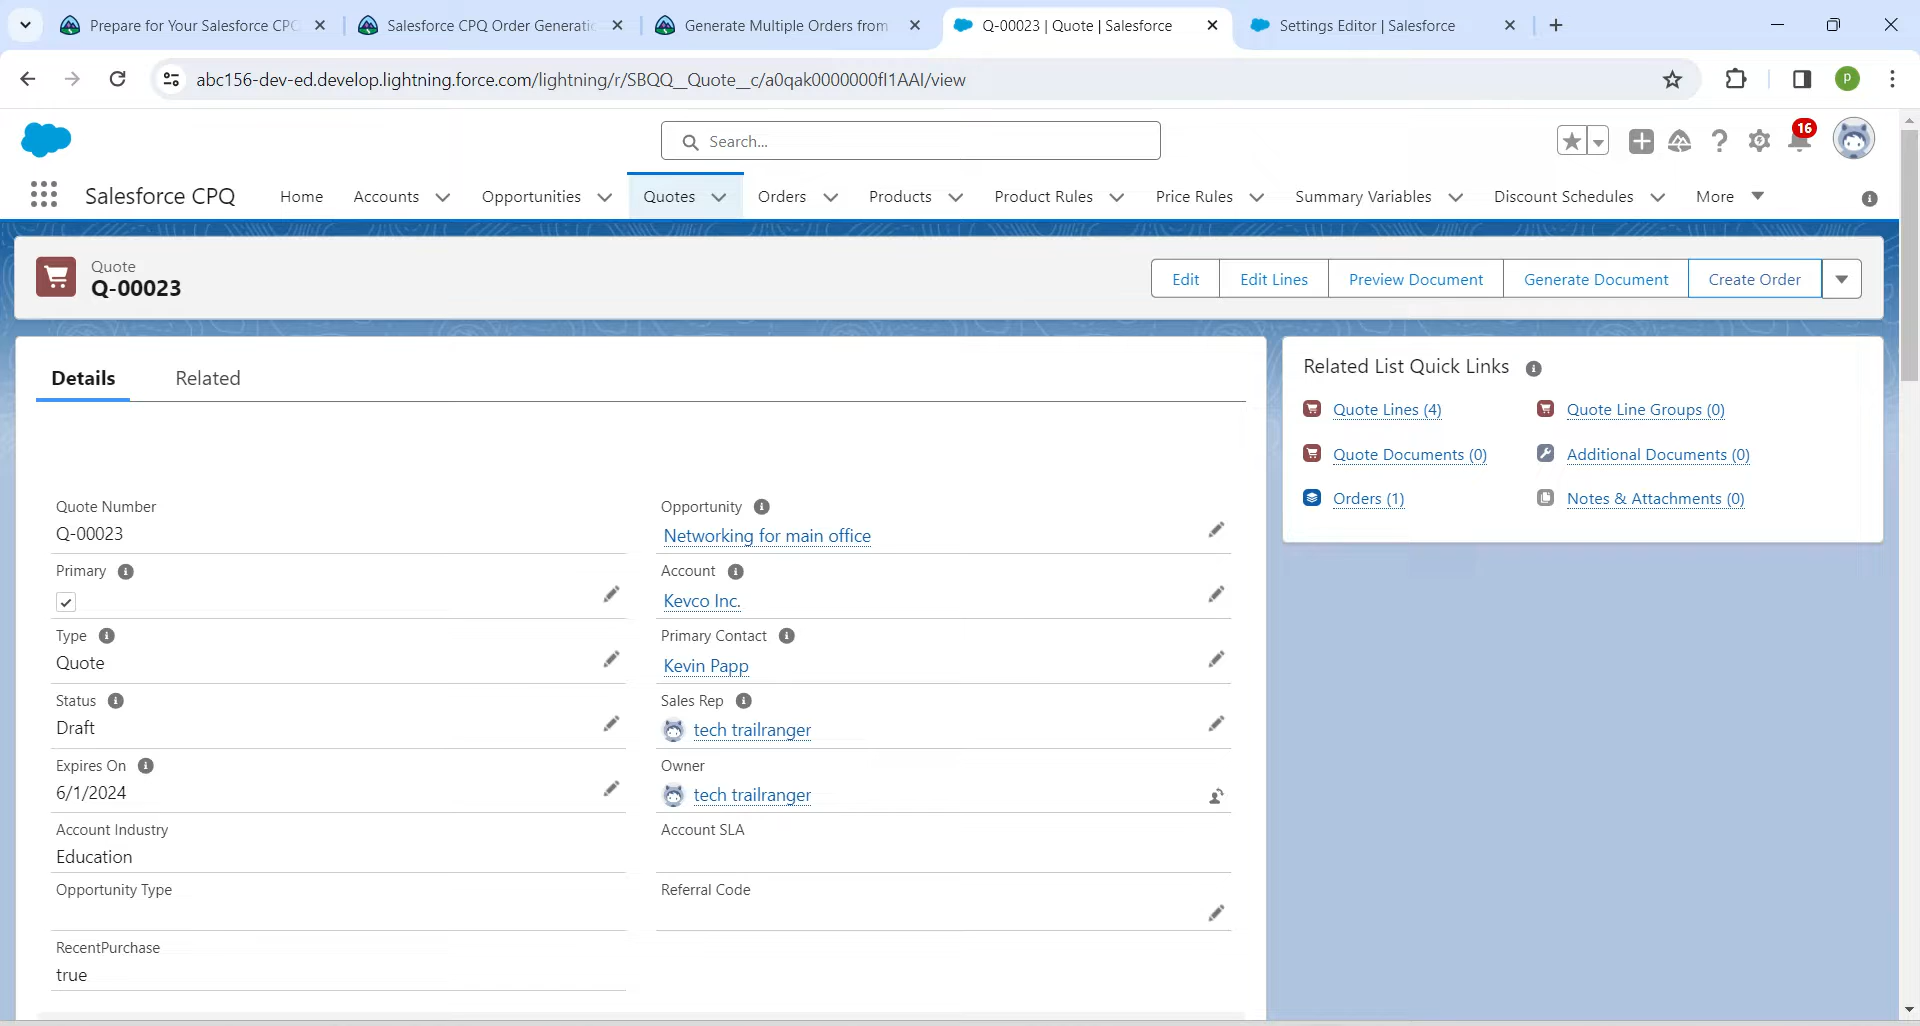 Prepare for Your Salesforce CPQ
Salesforce CPQ Order Generatic
Generate Multiple Orders from
Q-00023 | Quote | Salesforce
Settings Editor | Salesforce
abc156-dev-ed.develop.lightning.force.com/lightning/r/SBQQ__Quote__c/a0qak0000000fl1AAI/view
P
Search...
16
Salesforce CPQ
Home
Accounts
Opportunities
Quotes
Orders
Products
Product Rules
Price Rules
Summary Variables
Discount Schedules
More
Quote
Q-00023
Edit
Edit Lines
Preview Document
Generate Document
Create Order
Details
Related
Related List Quick Links
Quote Lines (4)
Quote Line Groups (0)
Quote Documents (0)
Additional Documents (0)
Orders (1)
Notes & Attachments (0)
Quote Number
Q-00023
Opportunity
Networking for main office
Primary
Account
Kevco Inc.
Type
Quote
Primary Contact
Kevin Papp
Status
Draft
Sales Rep
tech trailranger
Expires On
6/1/2024
Owner
tech trailranger
Account Industry
Education
Account SLA
Opportunity Type
Referral Code
RecentPurchase
true